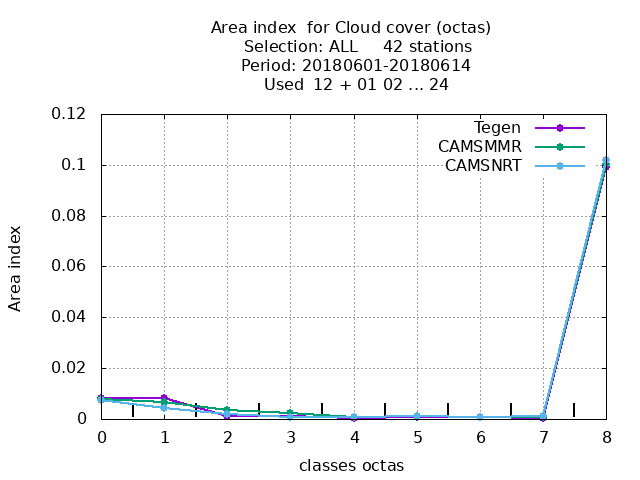 Area index  for Cloud cover (octas)
Selection: ALL     42 stations
Period: 20180601-20180614
Used  12 + 01 02 ... 24
0.12
0.1
0.08
0.06
0.04
0.02
0
Area index
Tegen
CAMSMMR
CAMSNRT
0 1 2 3 4 5 6 7 8
classes octas